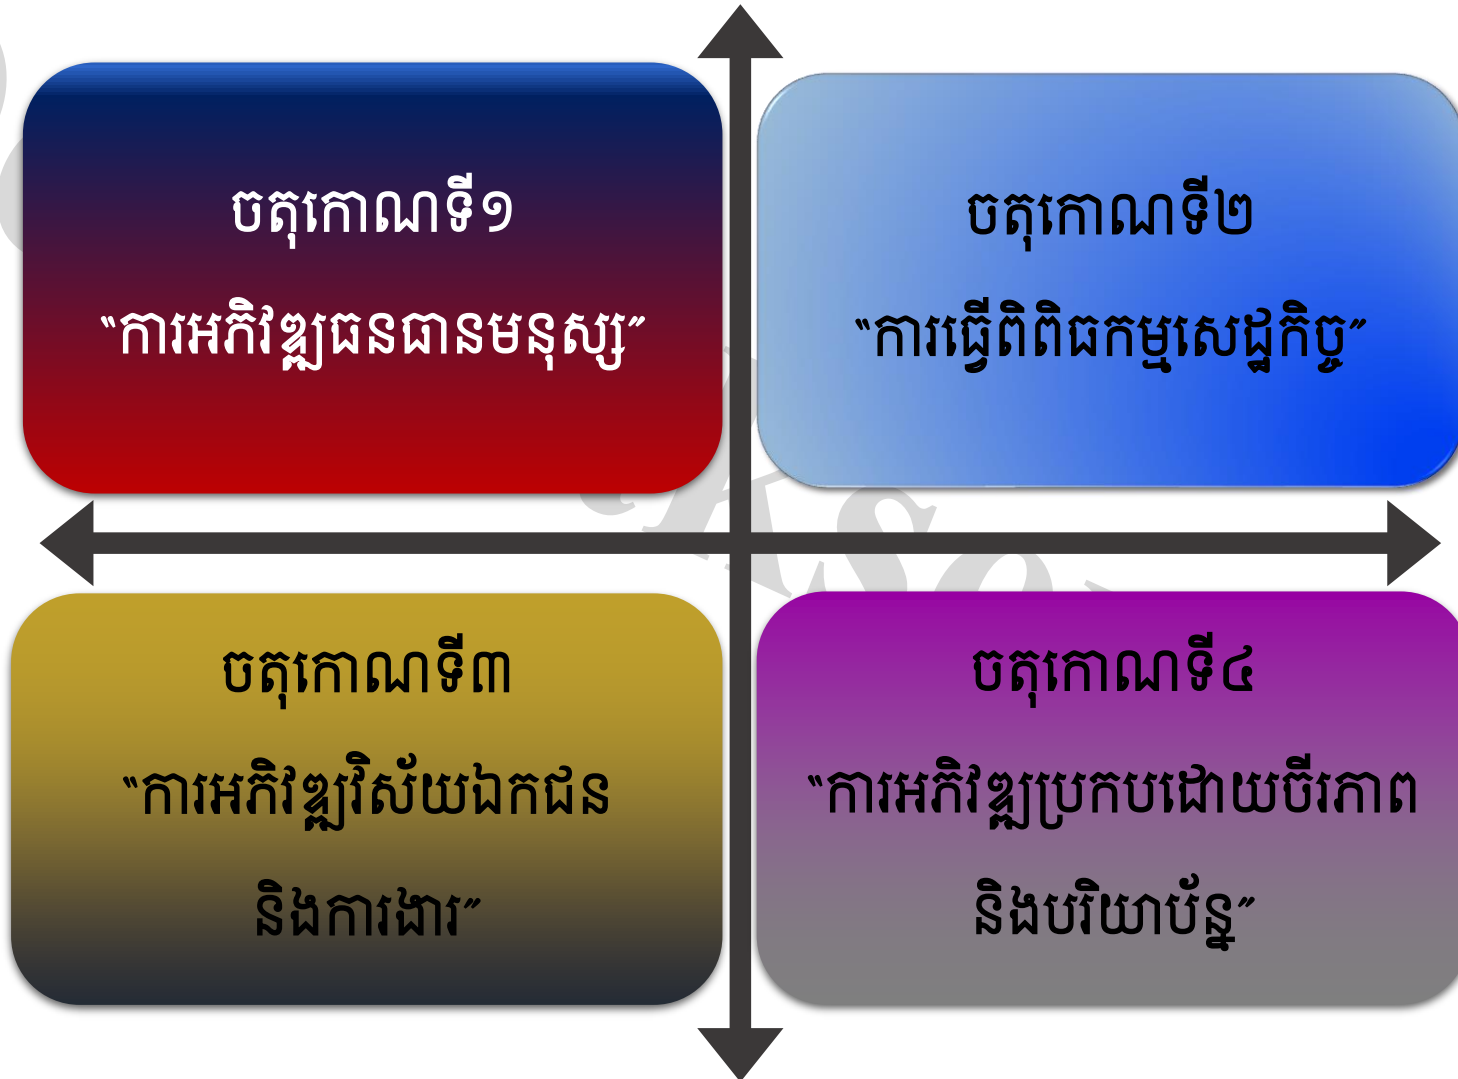 ចតុកោណទី១
“ការអភិវឌ្ឍធនធានមនុស្ស”
ចតុកោណទី២
“ការធ្វើពិពិធកម្មសេដ្ឋកិច្ច”
ចតុកោណទី៣
“ការអភិវឌ្ឍវិស័យឯកជន
និងការងារ”
ចតុកោណទី៤
“ការអភិវឌ្ឍប្រកបដោយចីរភាព
និងបរិយាប័ន្ន”